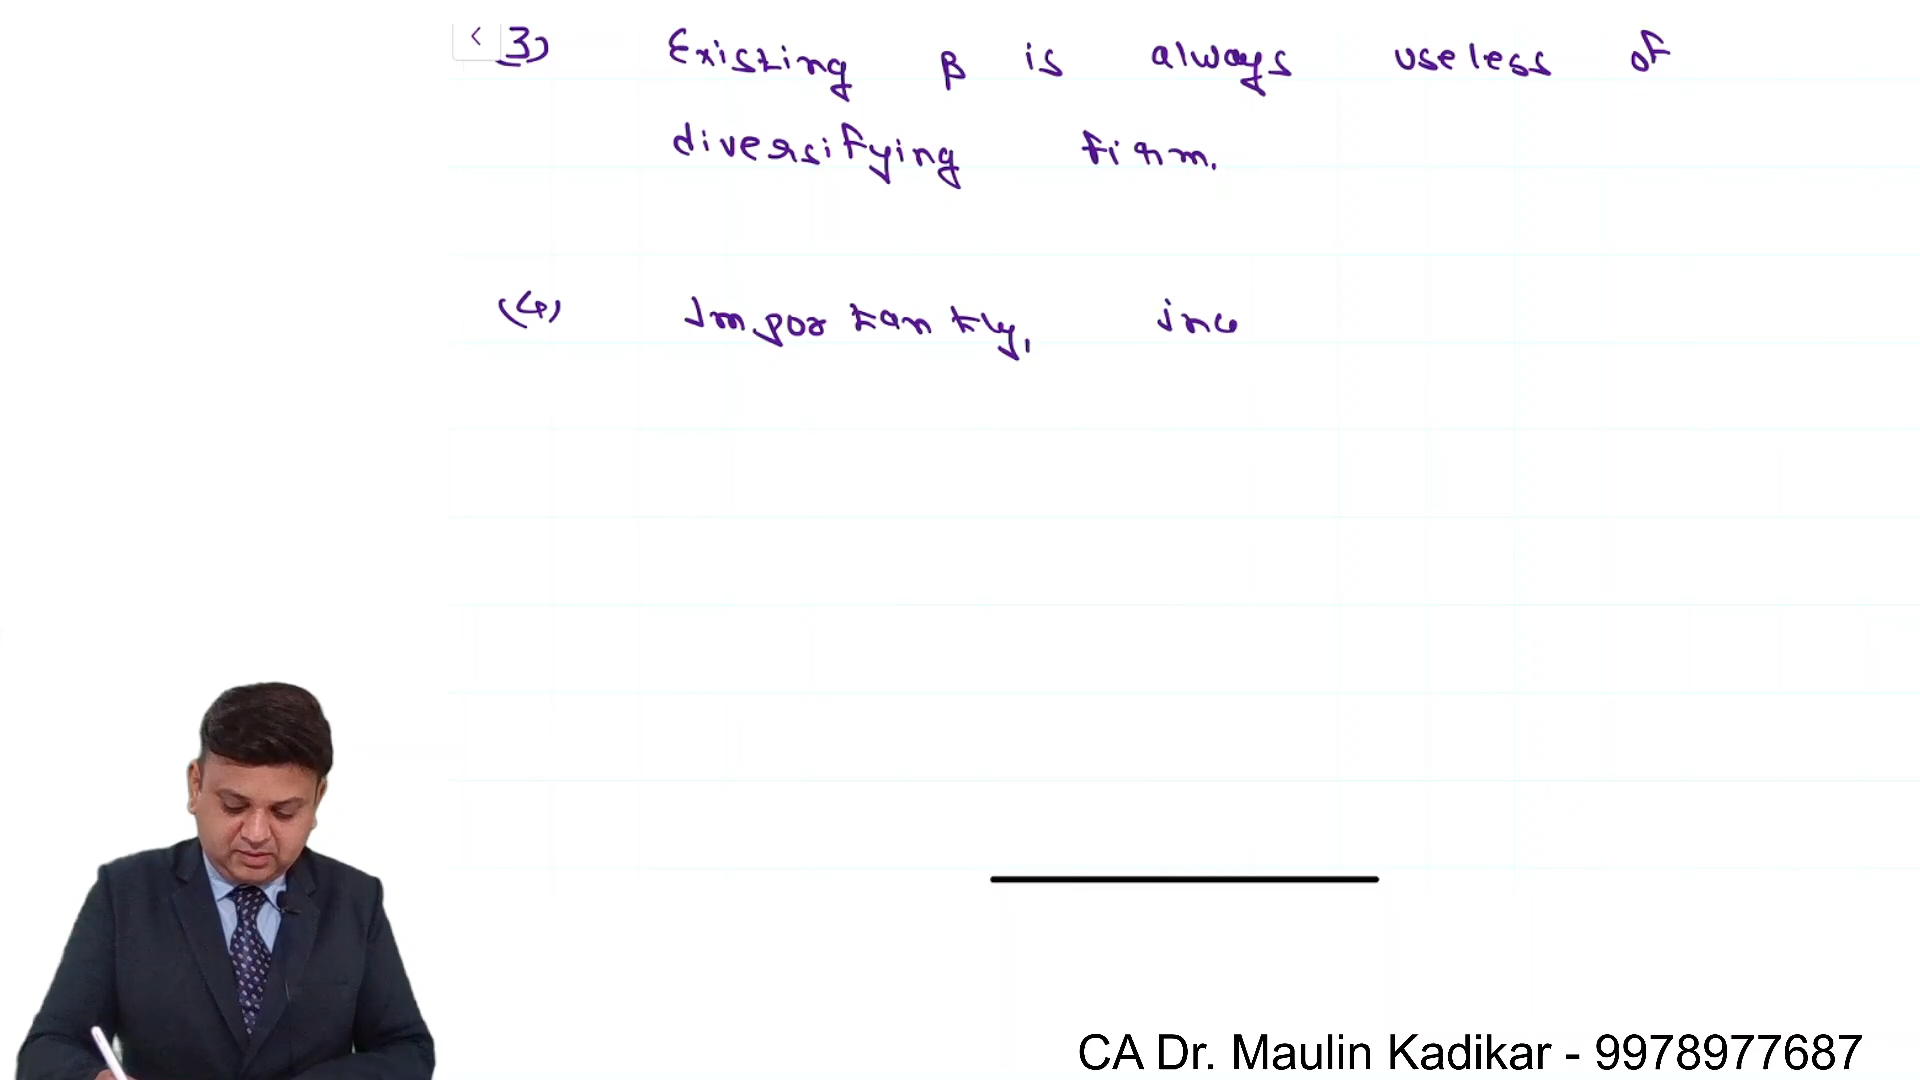 (3) Existing β is always useless of
diversifying firm.
(4) Importantly, inc
CA Dr. Maulin Kadikar - 9978977687